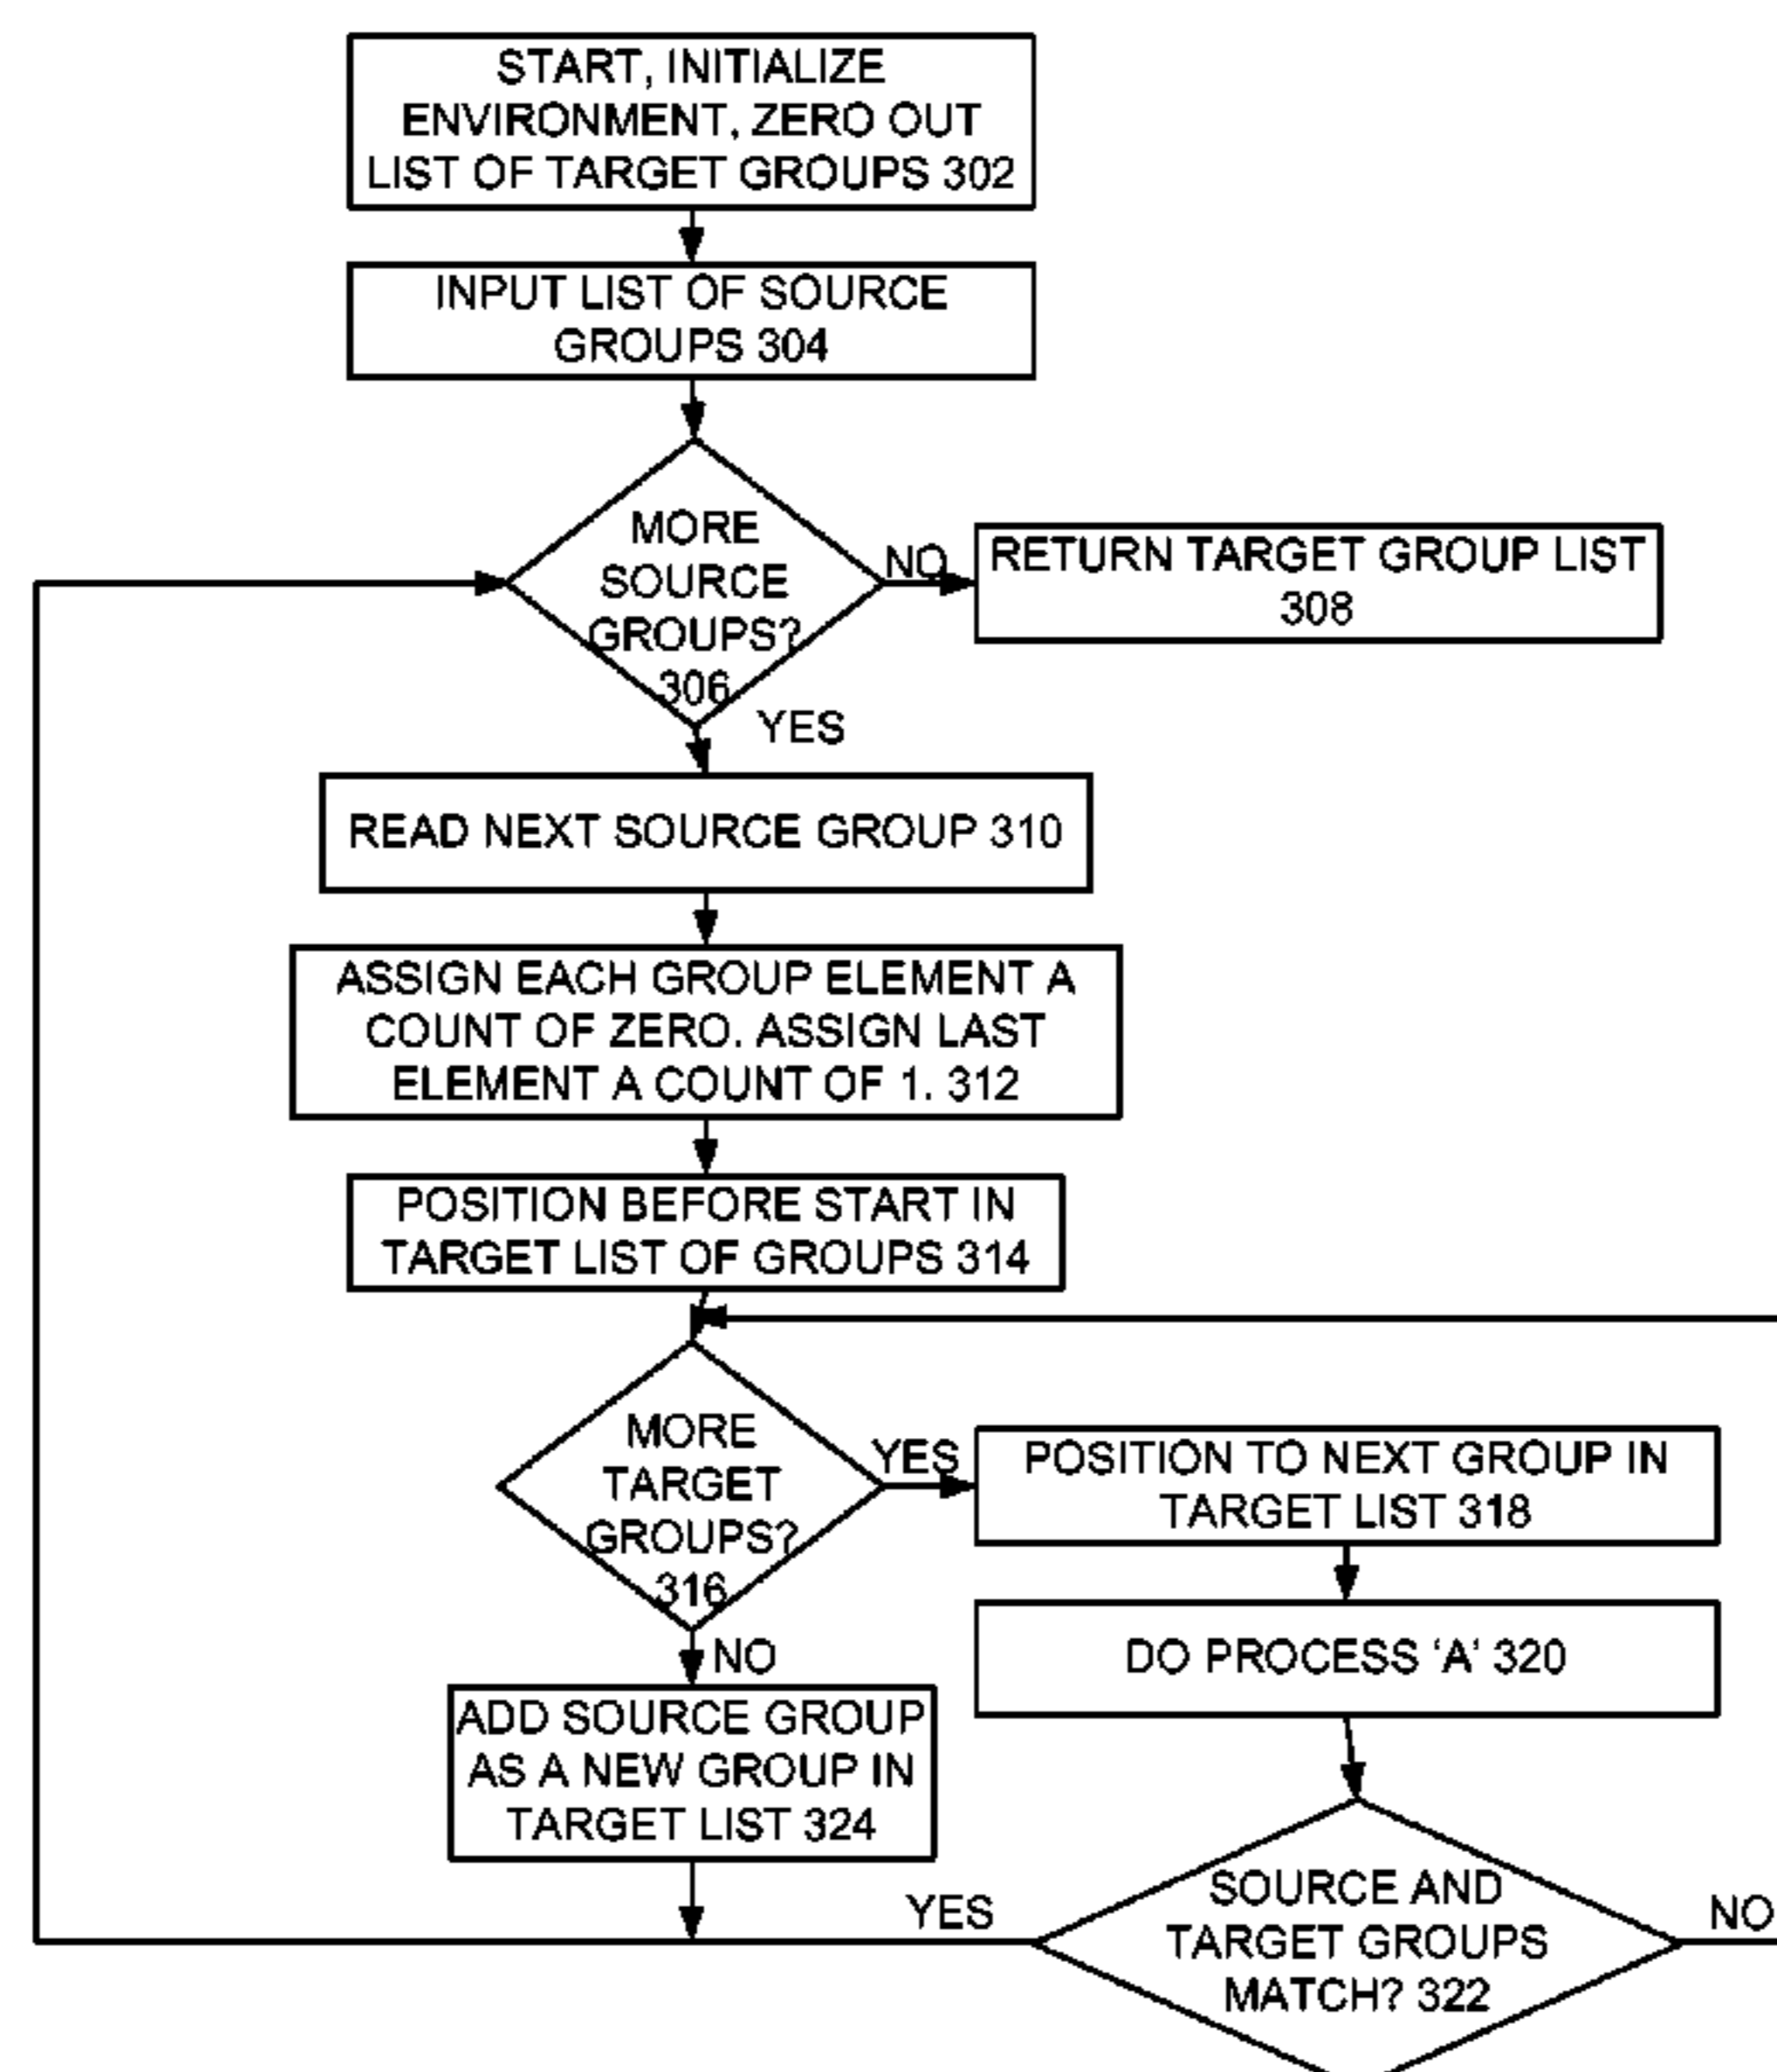 START, INITIALIZE
ENVIRONMENT, ZERO OUT
LIST OF TARGET GROUPS 302
INPUT LIST OF SOURCE
GROUPS 304
MORE
SOURCE
GROUPS?
306
NO
RETURN TARGET GROUP LIST
308
YES
READ NEXT SOURCE GROUP 310
ASSIGN EACH GROUP ELEMENT A
COUNT OF ZERO. ASSIGN LAST
ELEMENT A COUNT OF 1. 312
POSITION BEFORE START IN
TARGET LIST OF GROUPS 314
MORE
TARGET
GROUPS?
316
YES
POSITION TO NEXT GROUP IN
TARGET LIST 318
DO PROCESS ‘A‘ 320
NO
ADD SOURCE GROUP
AS A NEW GROUP IN
TARGET LIST 324
YES
SOURCE AND
TARGET GROUPS
MATCH? 322
NO